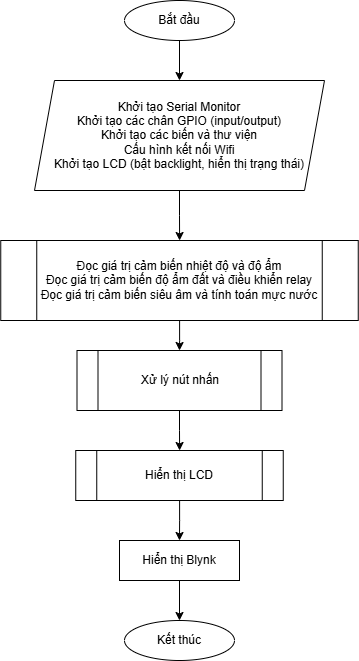 Bắt đầu
Khởi tạo Serial Monitor
Khởi tạo các chân GPIO (input/output)
Khởi tạo các biến và thư viện
Cấu hình kết nối Wifi
Khởi tạo LCD (bật backlight, hiển thị trạng thái)
Đọc giá trị cảm biến nhiệt độ và độ ẩm
Đọc giá trị cảm biến độ ẩm đất và điều khiển relay
Đọc giá trị cảm biến siêu âm và tính toán mực nước
Xử lý nút nhấn
Hiển thị LCD
Hiển thị Blynk
Kết thúc